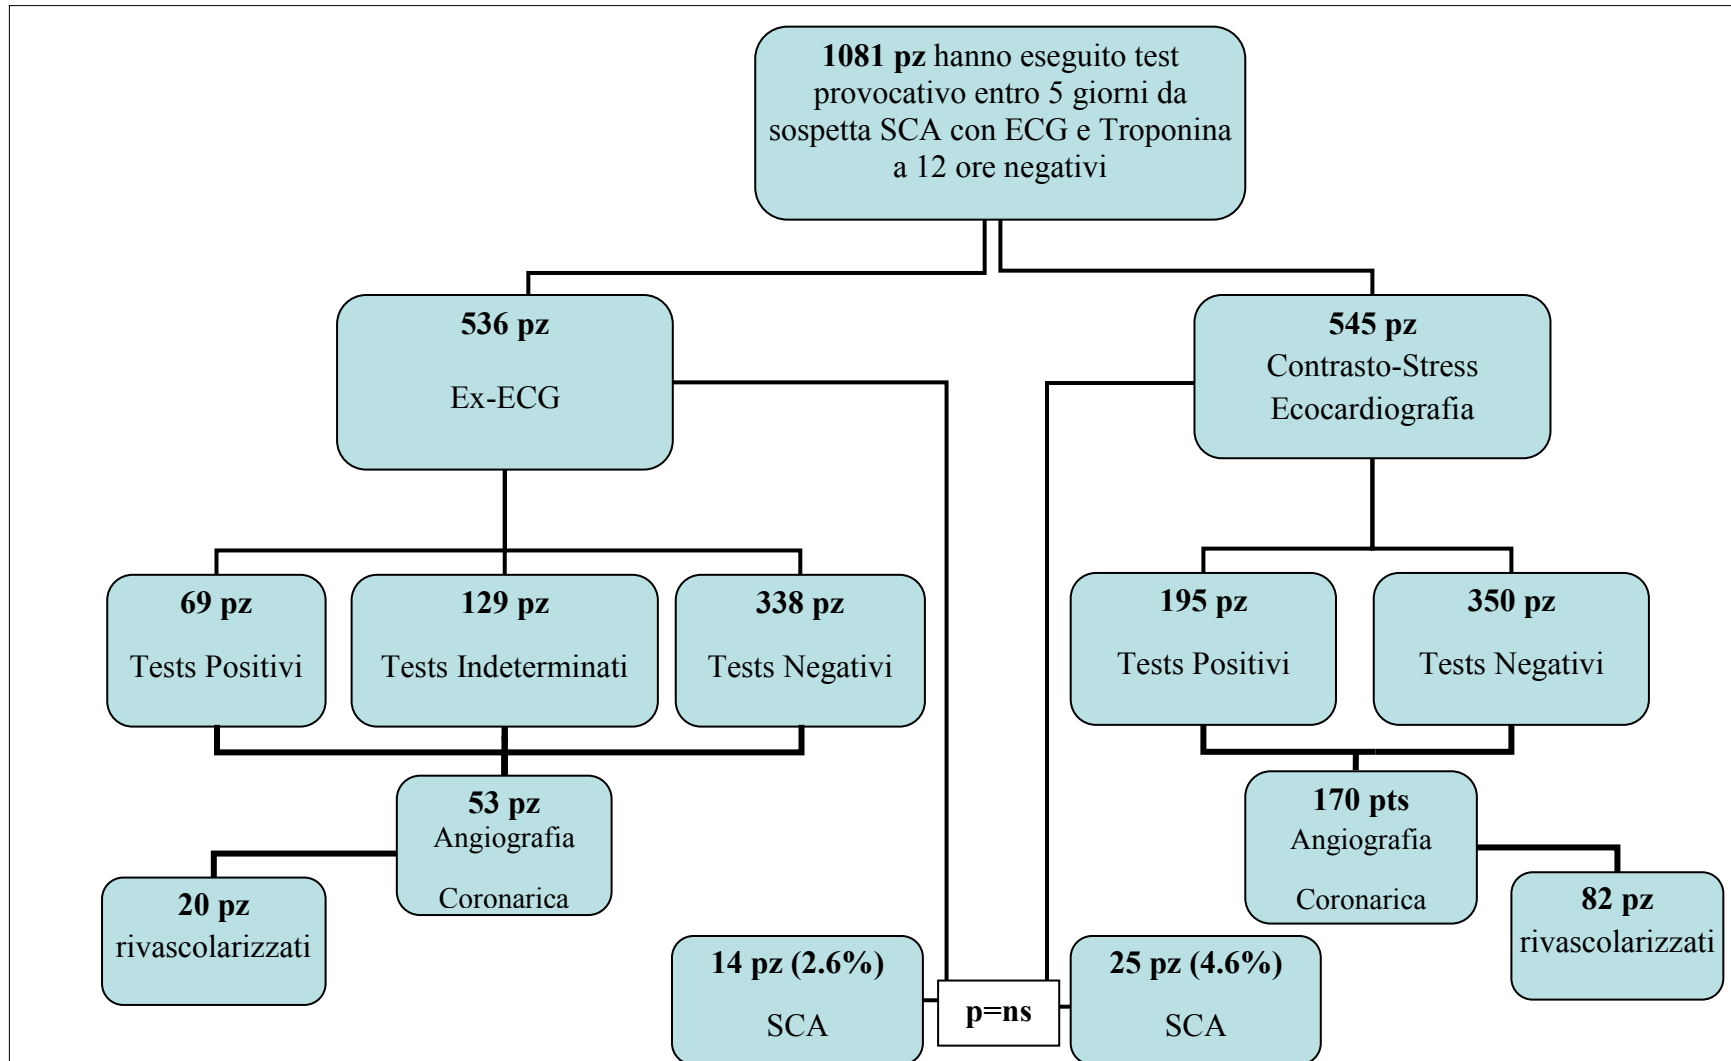 1081 pz hanno eseguito test
provocativo entro 5 giorni da
sospetta SCA con ECG e Troponina
a 12 ore negativi
536 pz
Ex-ECG
545 pz
Contrasto-Stress
Ecocardiografia
69 pz
Tests Positivi
129 pz
Tests Indeterminati
338 pz
Tests Negativi
195 pz
Tests Positivi
350 pz
Tests Negativi
53 pz
Angiografia
Coronarica
170 pts
Angiografia
Coronarica
20 pz
rivascolarizzati
82 pz
rivascolarizzati
14 pz (2.6%)
SCA
p=ns
25 pz (4.6%)
SCA